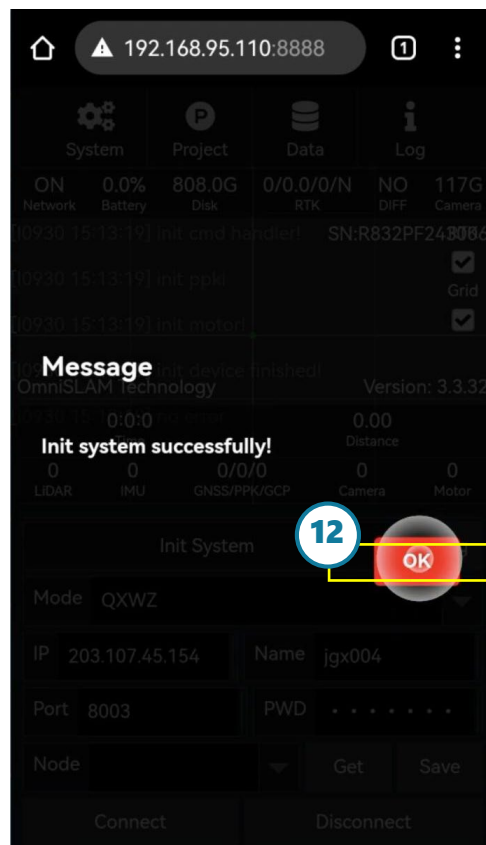 192.168.95.110:8888 1
System Project Data Log
ON 0.0% 808.0G 0/0.0/0/N NO 117G
Network Battery Disk RTK DIFF Camera
[0930 15:13:19] init cmd handler! SN:R832PF24
Grid
[0930 15:13:19] init ppk!
[0930 15:13:19] init motor!
Message
init device finished!
OmniSLAM Technology Version: 3.3.32
0:0:0 0.00
Distance
Init system successfully!
0 0 0/0/0 0 0
LiDAR IMU GNSS/PPK/GCP Camera Motor
12
Init System
OK
Mode QXWZ
IP 203.107.45.154 Name jgx004
Port 8003 PWD • • • • • • •
Node Get Save
Connect Disconnect